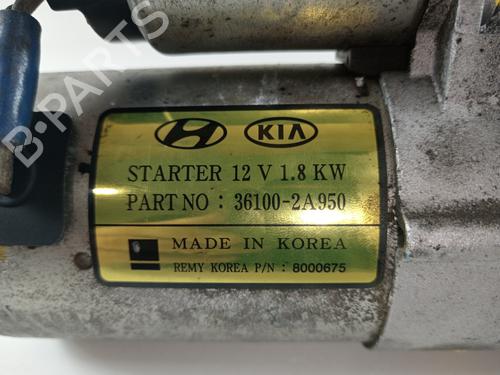 KIA
STARTER 12 V 1.8 KW
PART NO : 36100-2A950
MADE IN KOREA
REMY KOREA P/N : 8000675
B-PARTS